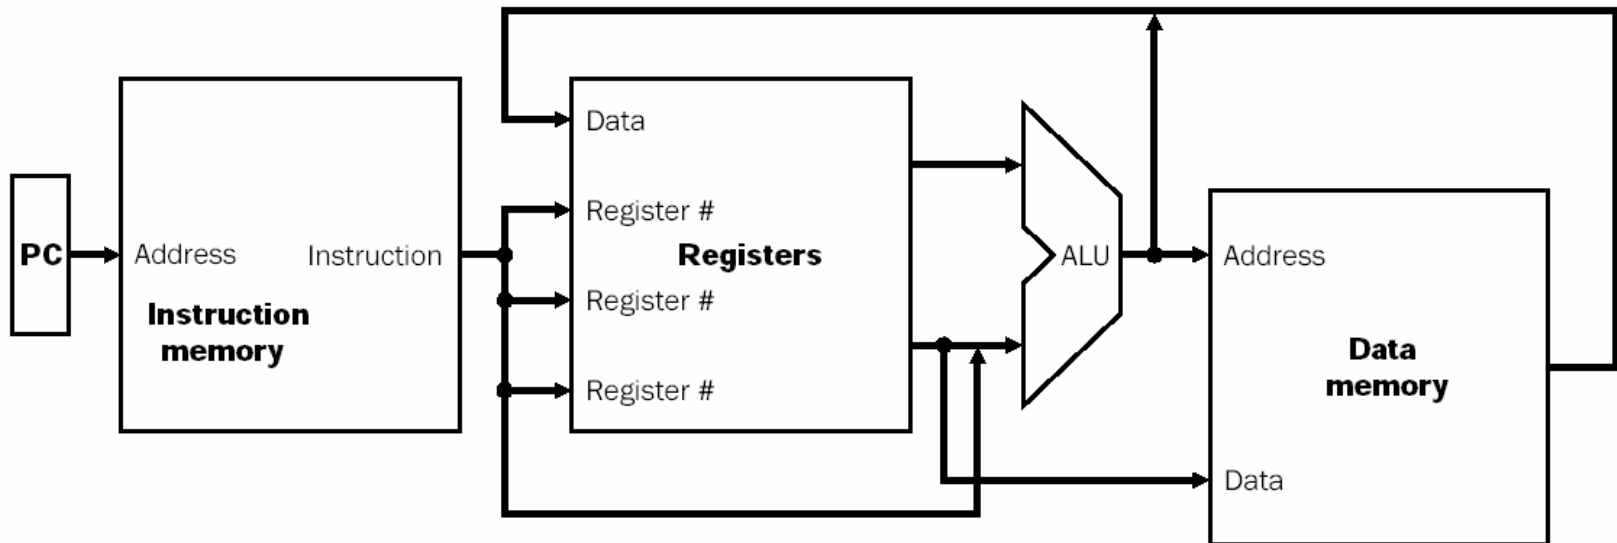 PC
Address
Instruction
Instruction
memory
Data
Register #
Register #
Register #
Registers
ALU
Address
Data
memory
Data